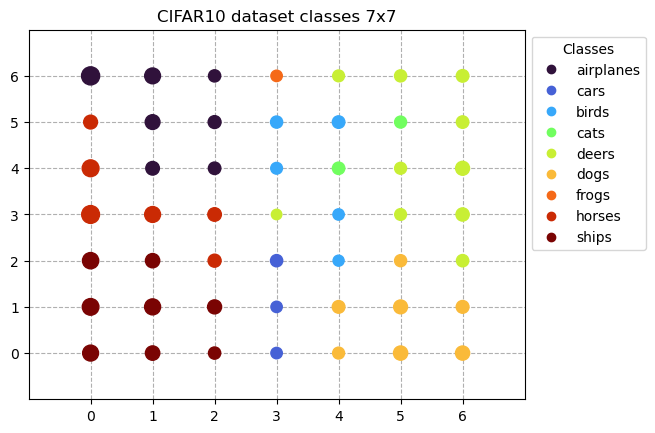 CIFAR10 dataset classes 7x7
6
5
4
3
2
1
0
0 1 2 3 4 5 6
Classes
airplanes
cars
birds
cats
deers
dogs
frogs
horses
ships